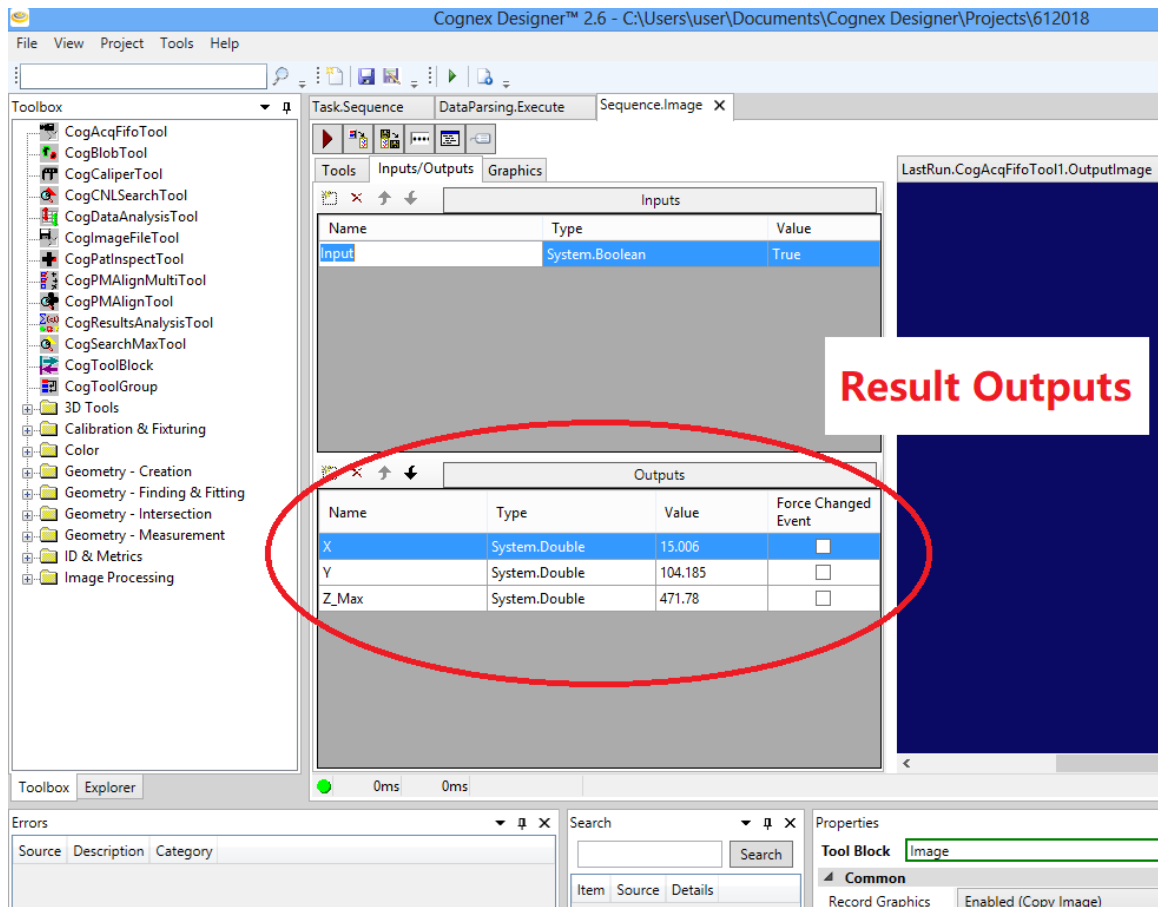 Cognex Designer™ 2.6 - C:\Users\user\Documents\Cognex Designer\Projects\612018
File View Project Tools Help
Toolbox
Task.Sequence DataParsing.Execute Sequence.Image
CogAcqFifoTool
CogBlobTool
CogCaliperTool
CogCNLSearchTool
CogDataAnalysisTool
CogImageFileTool
CogPatInspectTool
CogPMAlignMultiTool
CogPMAlignTool
CogResultsAnalysisTool
CogSearchMaxTool
CogToolBlock
CogToolGroup
3D Tools
Calibration & Fixturing
Color
Geometry - Creation
Geometry - Finding & Fitting
Geometry - Intersection
Geometry - Measurement
ID & Metrics
Image Processing
Toolbox Explorer
Tools Inputs/Outputs Graphics
Inputs
Name Type Value
Input System.Boolean True
Outputs
Name Type Value Force Changed Event
X System.Double 15.006
Y System.Double 104.185
Z_Max System.Double 471.78
0ms 0ms
LastRun.CogAcqFifoTool1.OutputImage
Result Outputs
Errors
Source Description Category
Search
Search
Item Source Details
Properties
Tool Block Image
Common
Record Graphics Enabled (Copy Image)